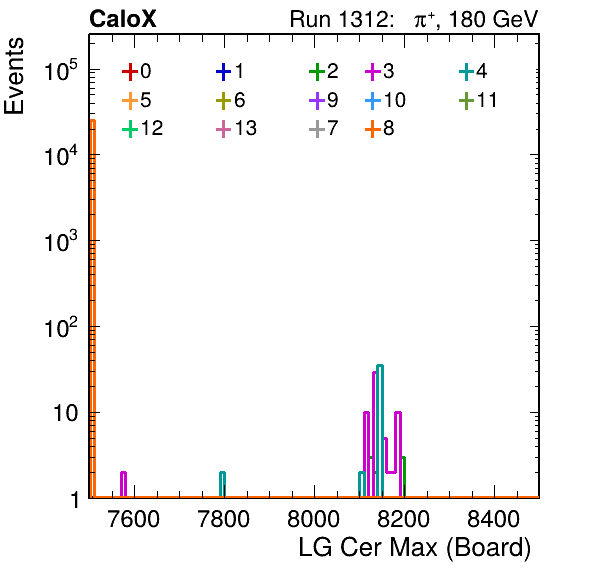 CaloX Run 1312: π⁺, 180 GeV
Events
0 1 2 3 4
5 6 9 10 11
12 13 7 8
10⁵
10⁴
10³
10²
10
1
7600 7800 8000 8200 8400
LG Cer Max (Board)